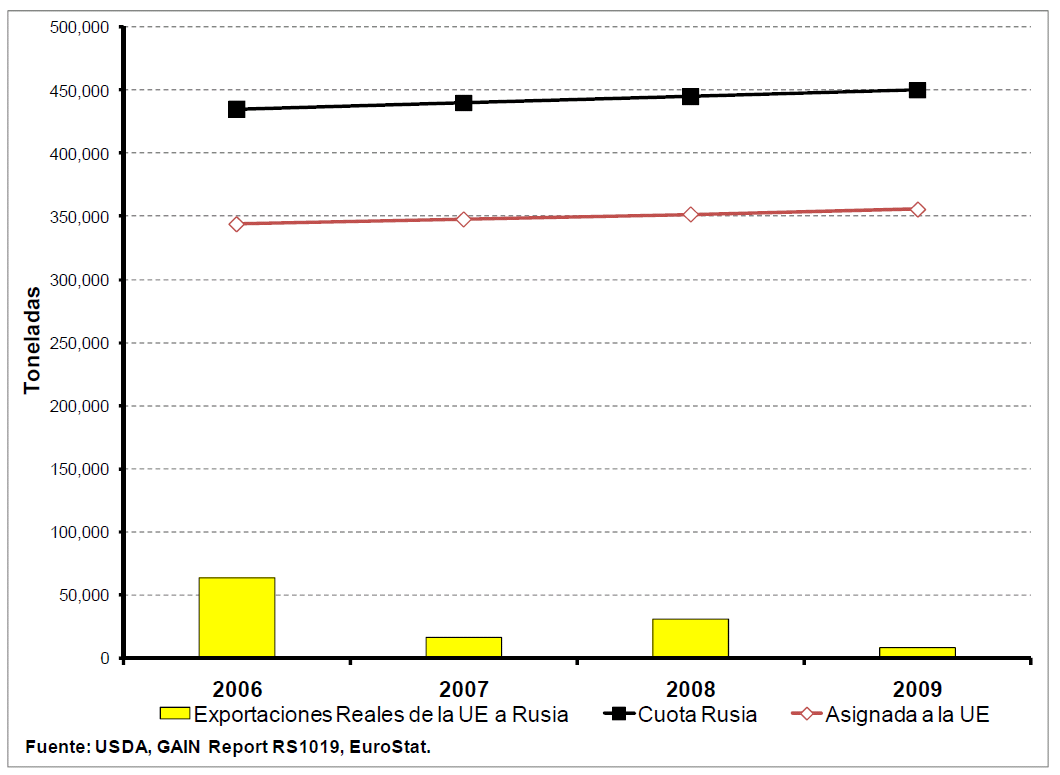 500,000
450,000
400,000
350,000
300,000
250,000
200,000
150,000
100,000
50,000
0
Toneladas
2006 2007 2008 2009
Exportaciones Reales de la UE a Rusia Cuota Rusia Asignada a la UE
Fuente: USDA, GAIN Report RS1019, EuroStat.